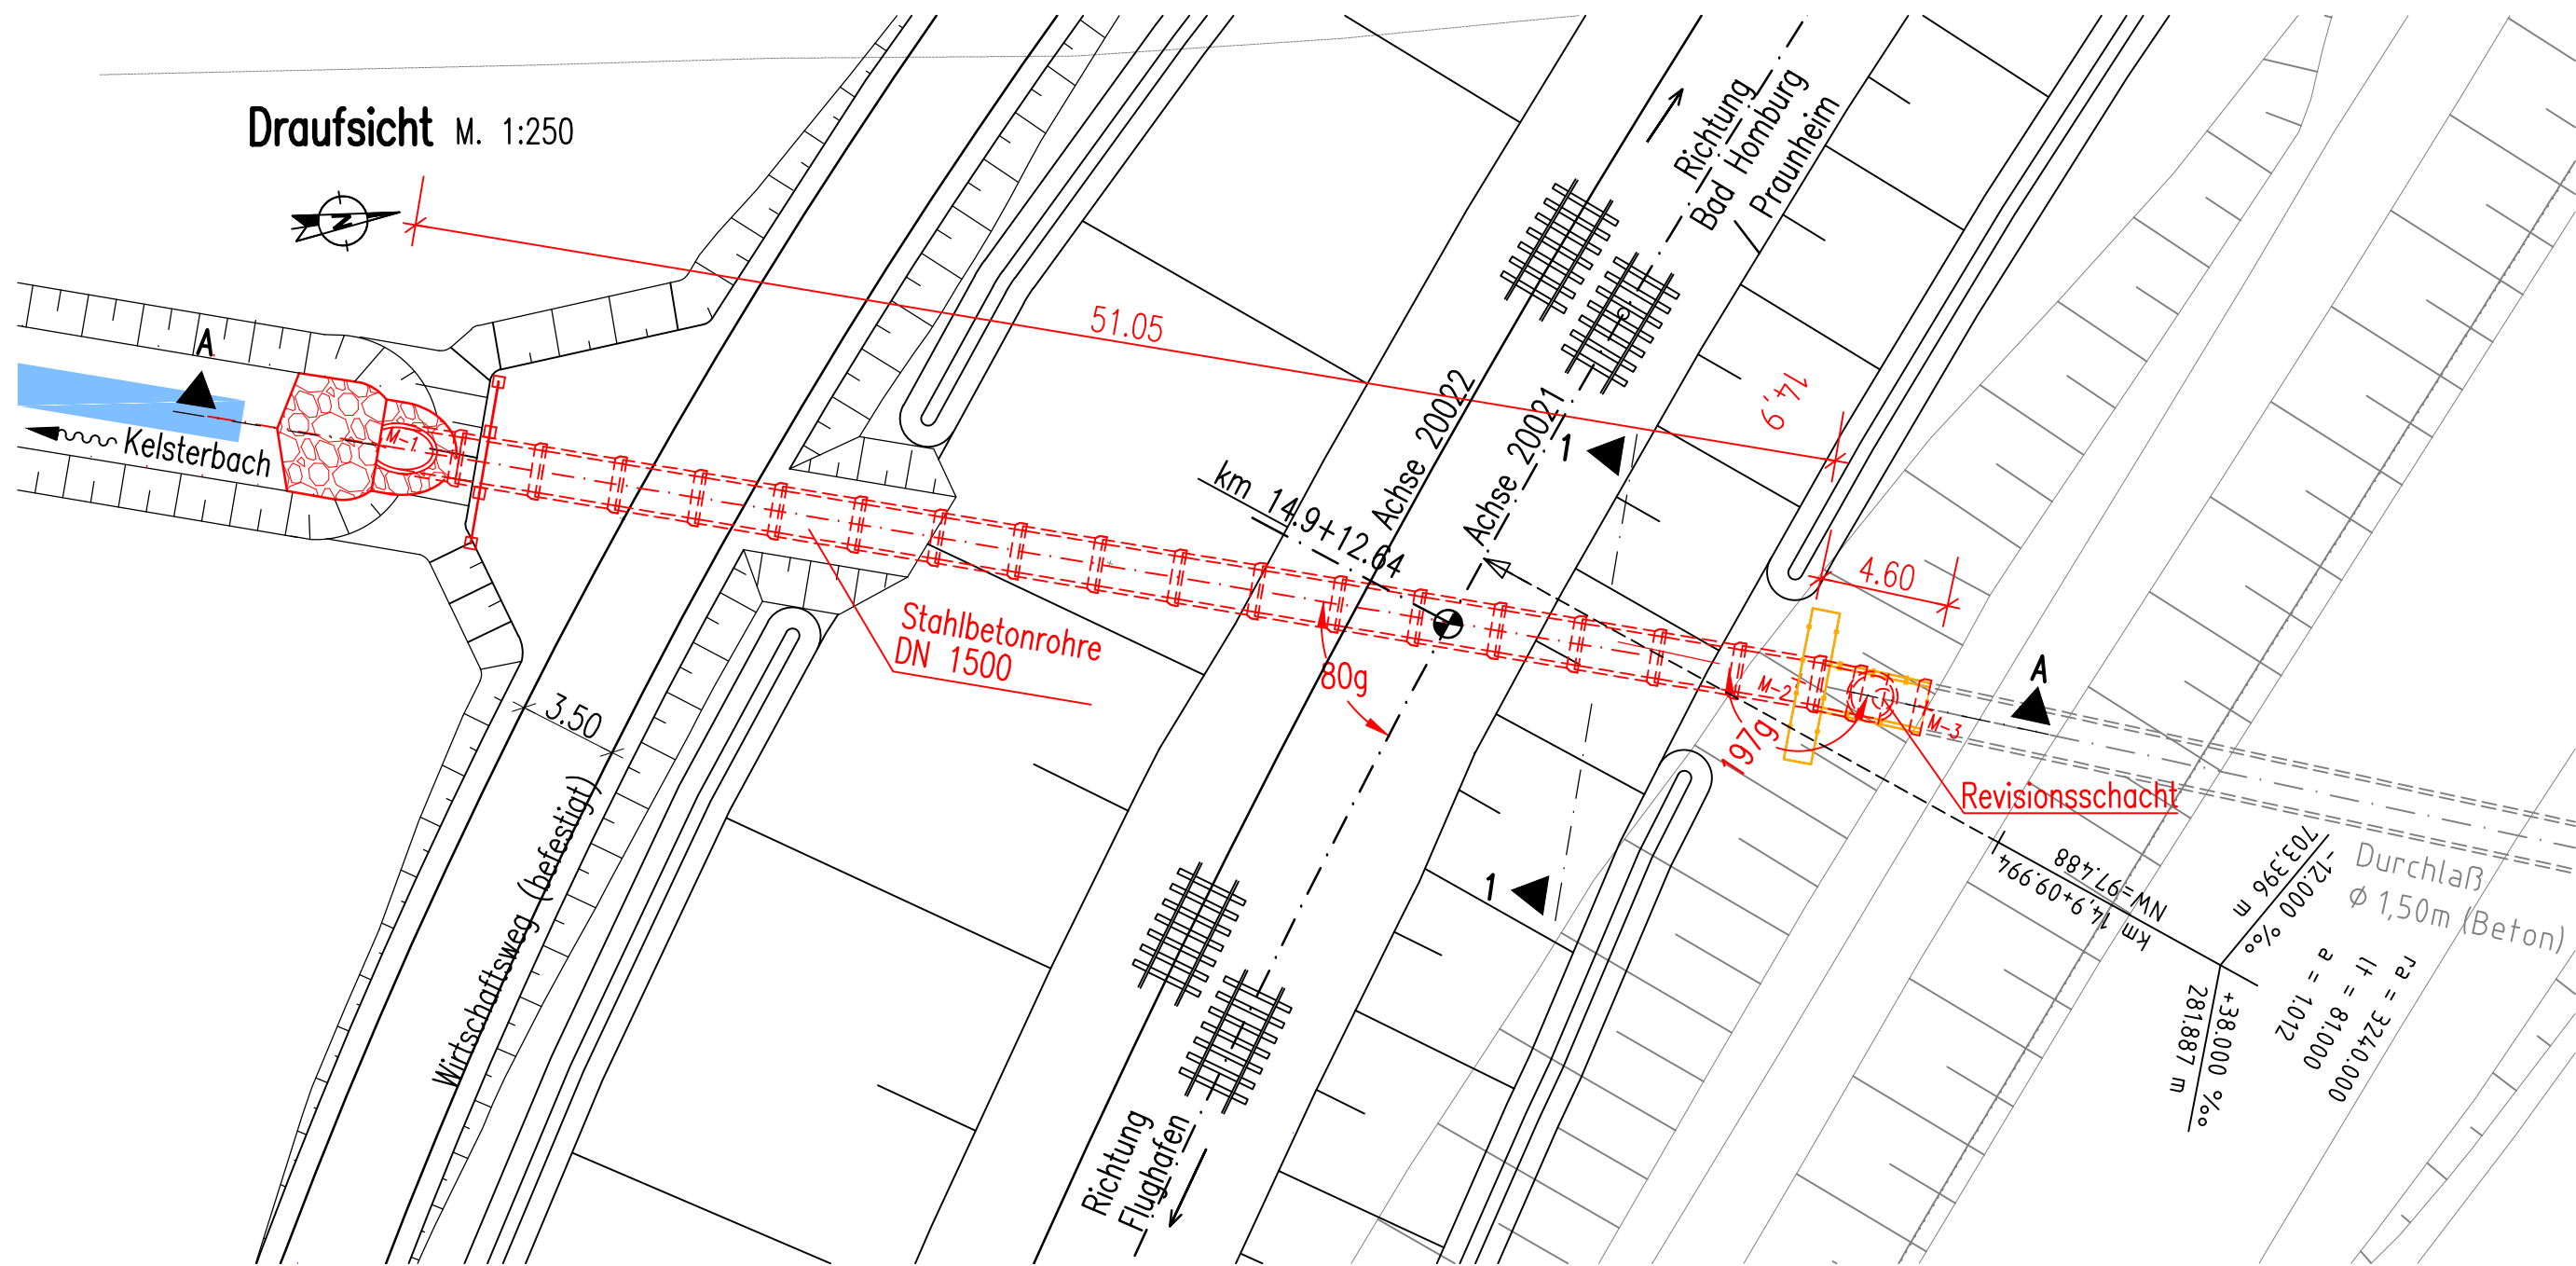 Draufsicht M. 1:250
N
51.05
14,9
Richtung
Bad Homburg
Praunheim
A
Kelsterbach
M-1
Achse 20022
Achse 20021
1
km 14.9+12.64
4.60
Stahlbetonrohre
DN 1500
80g
M-2
197g
M-3
A
Revisionsschacht
3.50
Wirtschaftsweg (befestigt)
1
NW=97.488
km 14,9+09.994
703,396 m
-12.000 ‰
Durchlaß
ϕ 1,50m (Beton)
+38.000 ‰
281.887 m
ra = 3240.000
lt = 81.000
a = 1.012
Richtung
Flughafen